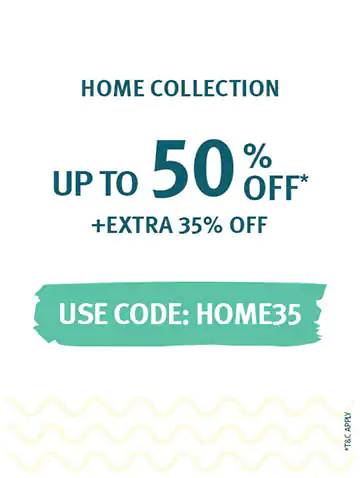 HOME COLLECTION
UP TO 50% OFF*
+EXTRA 35% OFF
USE CODE: HOME35
*T&C APPLY